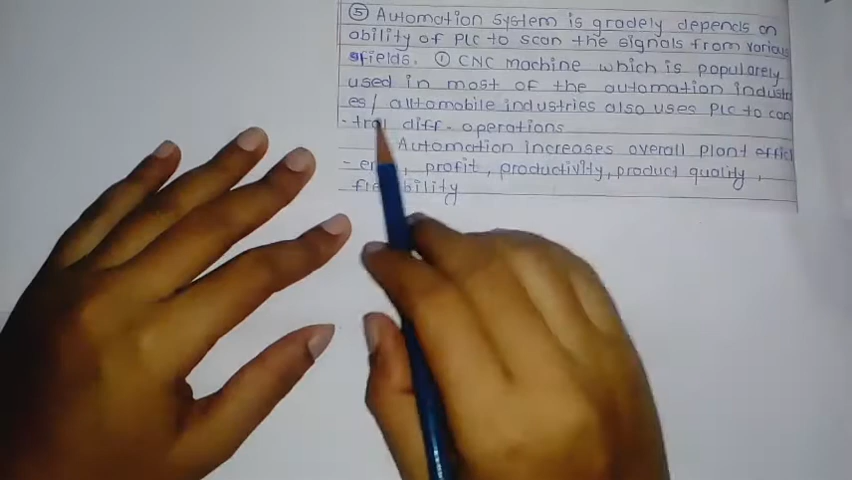 ⑤ Automation System is gradely depends on
ability of PLC to scan the signals from various
fields. ① CNC machine which is popularely
used in most of the automation industri
es/ alltomobile industries also uses PLC to con
-trol diff. operations
Automation increases overall plant effici
-, profit, productivity, product quality,